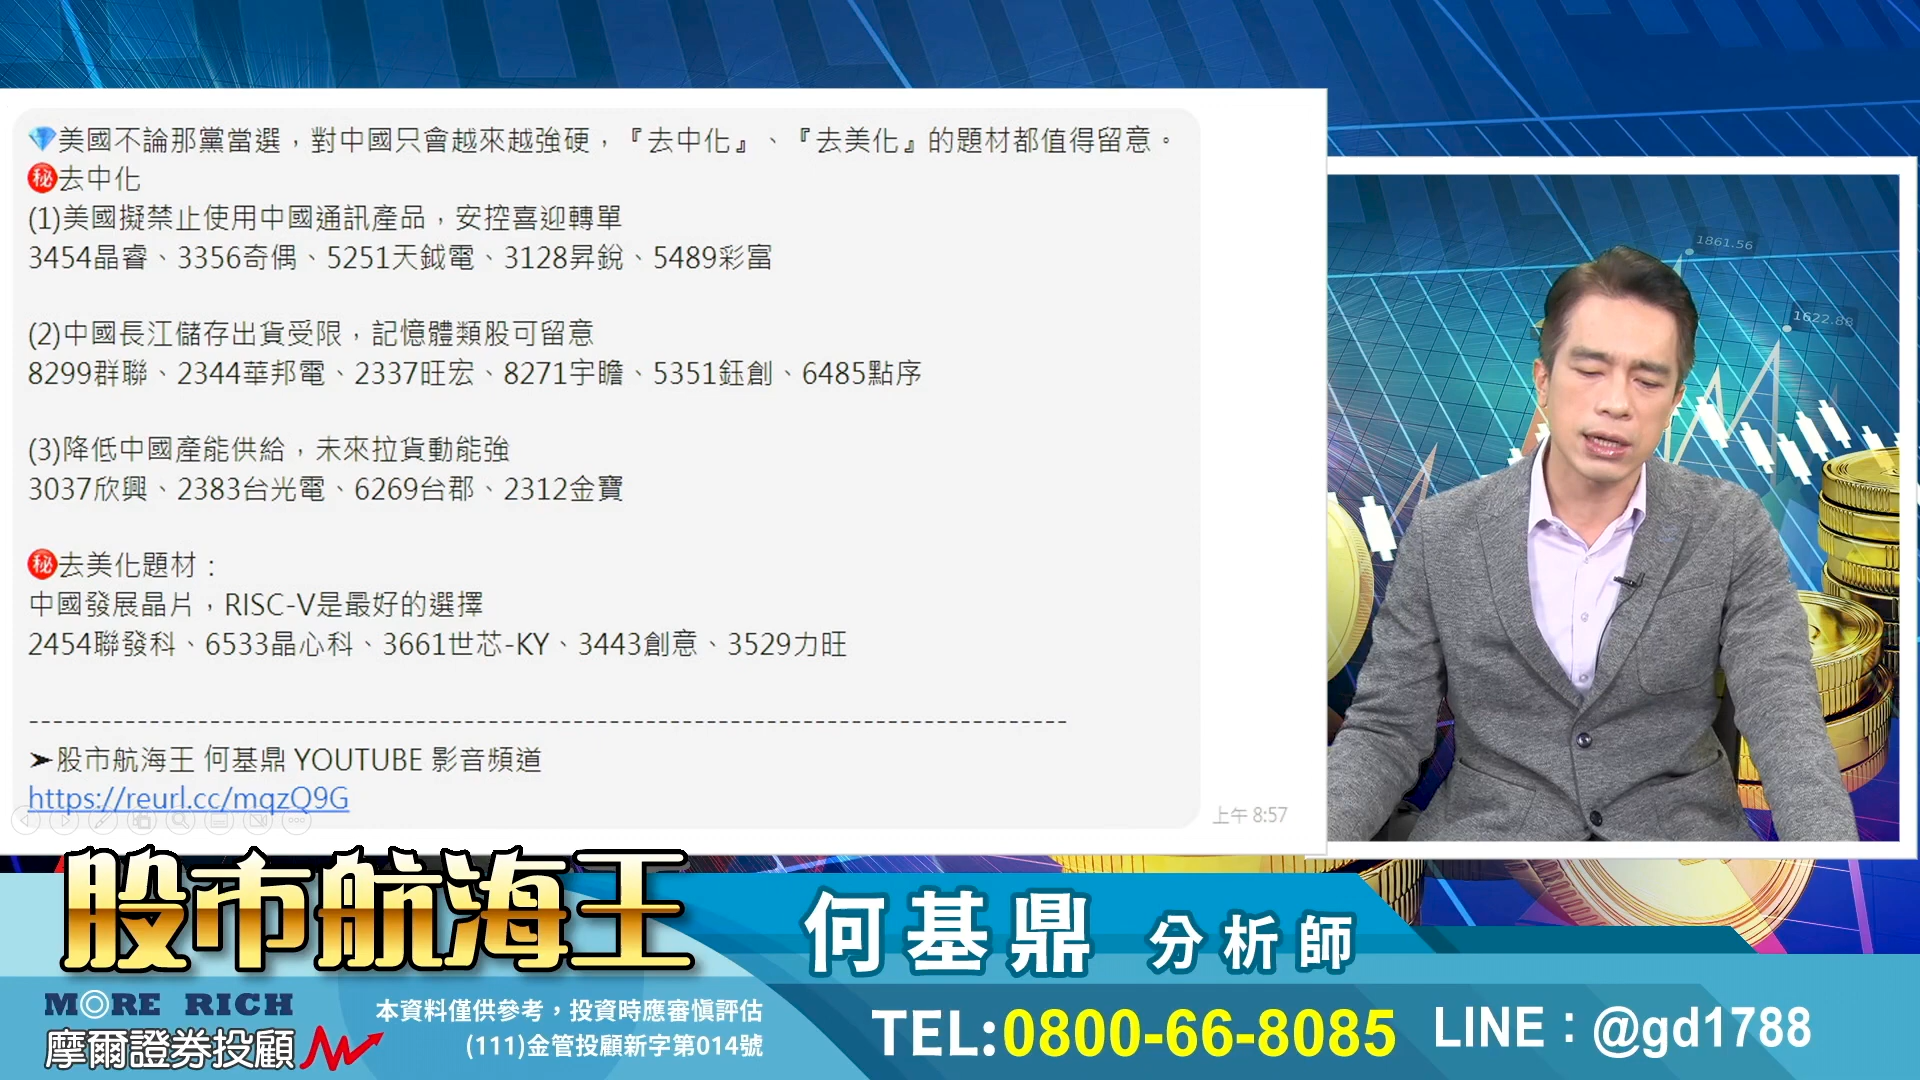 💎美國不論那黨當選，對中國只會越來越強硬，『去中化』、『去美化』的題材都值得留意。
㊙去中化
(1)美國擬禁止使用中國通訊產品，安控喜迎轉單
3454晶睿、3356奇偶、5251天鉞電、3128昇銳、5489彩富
(2)中國長江儲存出貨受限，記憶體類股可留意
8299群聯、2344華邦電、2337旺宏、8271宇瞻、5351鈺創、6485點序
(3)降低中國產能供給，未來拉貨動能強
3037欣興、2383台光電、6269台郡、2312金寶
㊙去美化題材：
中國發展晶片，RISC-V是最好的選擇
2454聯發科、6533晶心科、3661世芯-KY、3443創意、3529力旺
--------------------------------------------------------------------------------------
➤股市航海王 何基鼎 YOUTUBE 影音頻道
https://reurl.cc/mqzQ9G
上午 8:57
1861.56
1622.88
股市航海王
何基鼎 分析師
MORE RICH
摩爾證券投顧
本資料僅供參考，投資時應審慎評估
(111)金管投顧新字第014號
TEL:0800-66-8085
LINE：@gd1788